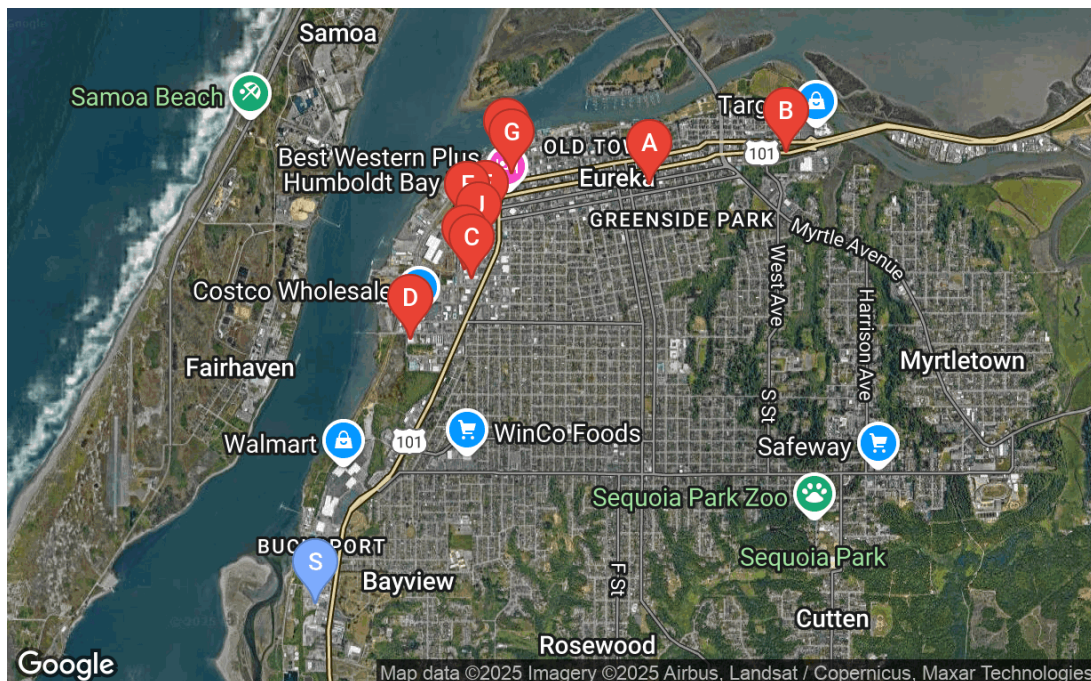 Samoa
Samoa Beach
Targ
B
G
A
OLD TOW
101
Best Western Plus
Humboldt Bay
Eureka
J
GREENSIDE PARK
C
Myrtle Avenue
West Ave
Costco Wholesale
D
Harrison Ave
Fairhaven
Myrtletown
S St
Walmart
101
WinCo Foods
Safeway
Sequoia Park Zoo
S
Bayview
F St
Sequoia Park
Cutten
Rosewood
Google
Map data ©2025 Imagery ©2025 Airbus, Landsat / Copernicus, Maxar Technologies